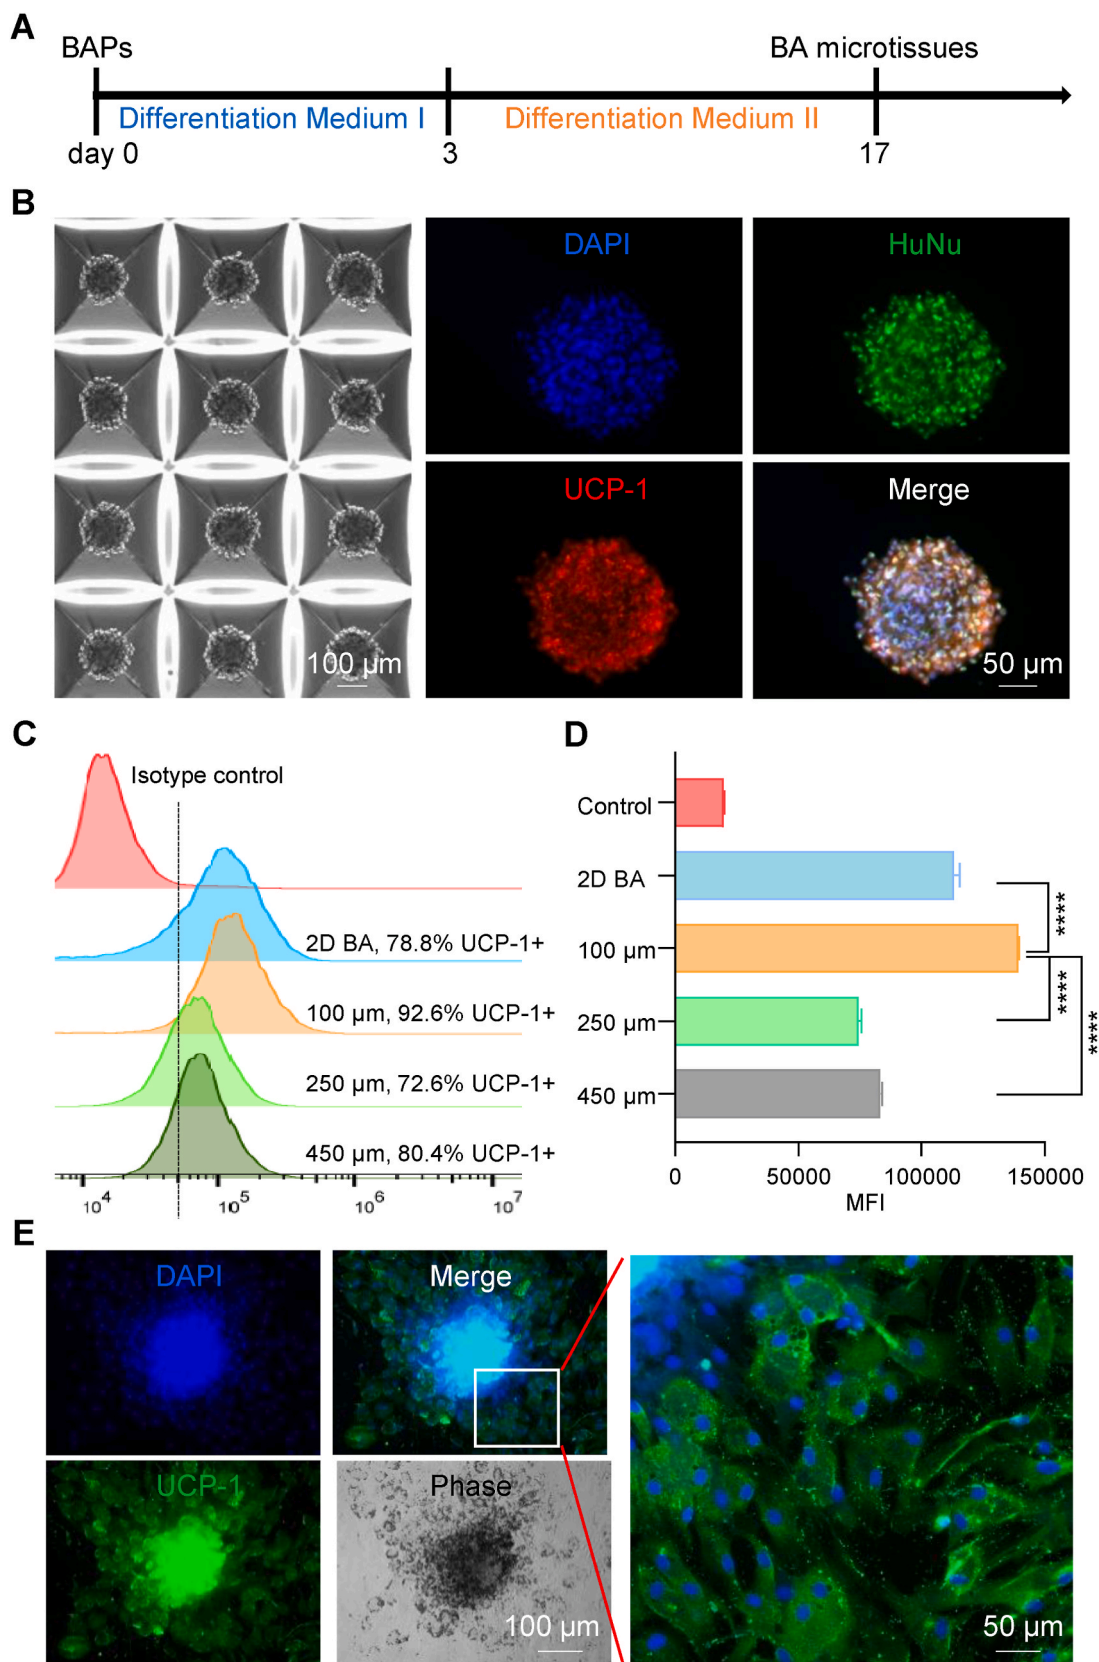 A
BAPs
BA microtissues
Differentiation Medium I
Differentiation Medium II
day 0
3
17
B
DAPI
HuNu
UCP-1
Merge
100 µm
50 µm
C
Isotype control
2D BA, 78.8% UCP-1+
100 µm, 92.6% UCP-1+
250 µm, 72.6% UCP-1+
450 µm, 80.4% UCP-1+
10^4
10^5
10^6
10^7
D
Control
2D BA
100 µm
250 µm
450 µm
****
****
****
0
50000
100000
150000
MFI
E
DAPI
Merge
UCP-1
Phase
100 µm
50 µm